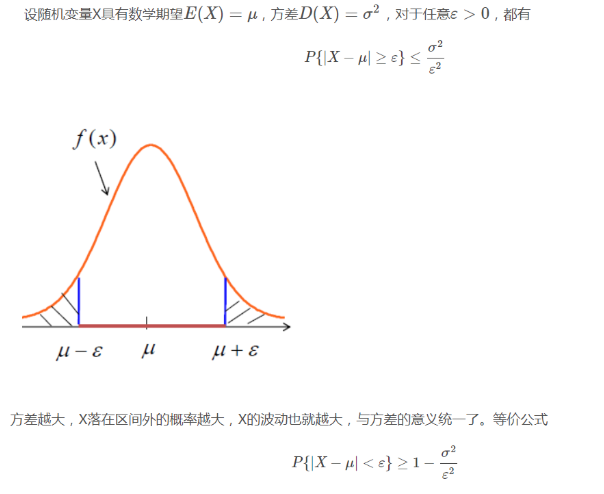 设随机变量X具有数学期望E(X) = μ，方差D(X) = σ²，对于任意ε > 0，都有
P{|X − μ| ≥ ε} ≤ σ²/ε²
f(x)
μ − ε μ μ + ε
方差越大，X落在区间外的概率越大，X的波动也就越大，与方差的意义统一了。等价公式
P{|X − μ| < ε} ≥ 1 − σ²/ε²